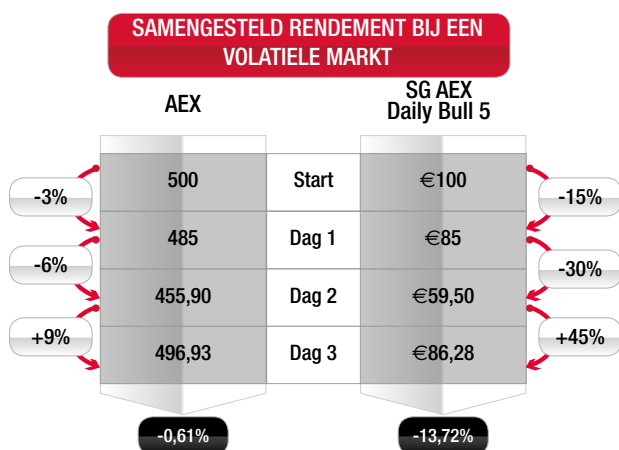 SAMENGESTELD RENDEMENT BIJ EEN
VOLATIELE MARKT
AEX
SG AEX
Daily Bull 5
500 Start €100
-3% -15%
485 Dag 1 €85
-6% -30%
455,90 Dag 2 €59,50
+9% +45%
496,93 Dag 3 €86,28
-0,61% -13,72%